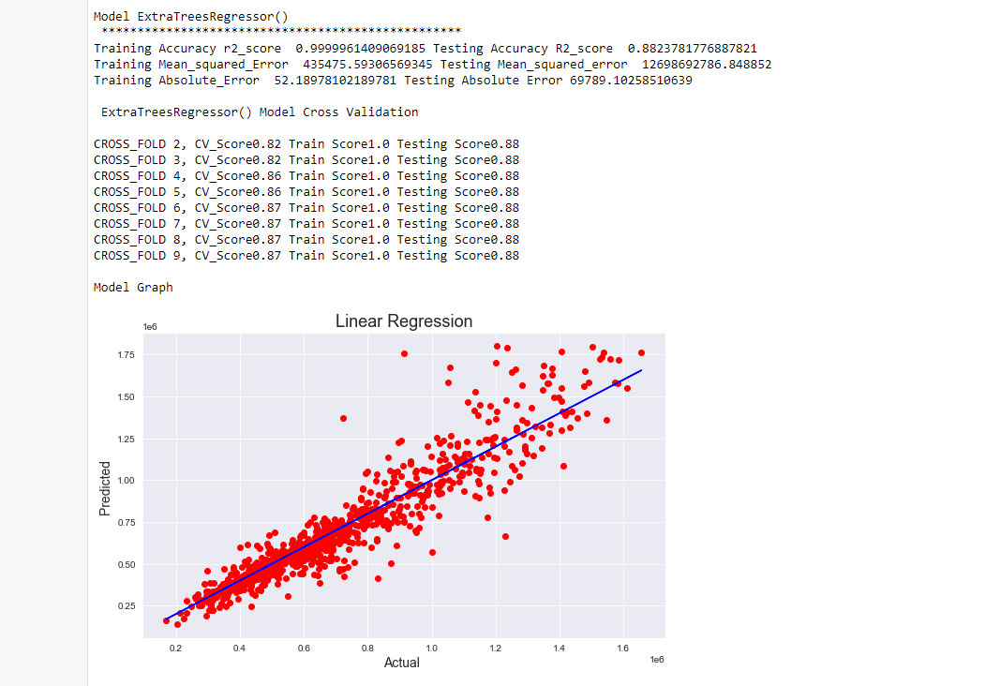 Model ExtraTreesRegressor()
**************************************************
Training Accuracy r2_score  0.9999961409069185 Testing Accuracy R2_score  0.8823781776887821
Training Mean_squared_Error  435475.59306569345 Testing Mean_squared_error  12698692786.848852
Training Absolute_Error  52.18978102189781 Testing Absolute Error 69789.10258510639
ExtraTreesRegressor() Model Cross Validation
CROSS_FOLD 2, CV_Score0.82 Train Score1.0 Testing Score0.88
CROSS_FOLD 3, CV_Score0.82 Train Score1.0 Testing Score0.88
CROSS_FOLD 4, CV_Score0.86 Train Score1.0 Testing Score0.88
CROSS_FOLD 5, CV_Score0.86 Train Score1.0 Testing Score0.88
CROSS_FOLD 6, CV_Score0.87 Train Score1.0 Testing Score0.88
CROSS_FOLD 7, CV_Score0.87 Train Score1.0 Testing Score0.88
CROSS_FOLD 8, CV_Score0.87 Train Score1.0 Testing Score0.88
CROSS_FOLD 9, CV_Score0.87 Train Score1.0 Testing Score0.88
Model Graph
Linear Regression
1e6
1.75
1.50
1.25
1.00
0.75
0.50
0.25
Predicted
0.2 0.4 0.6 0.8 1.0 1.2 1.4 1.6
1e6
Actual